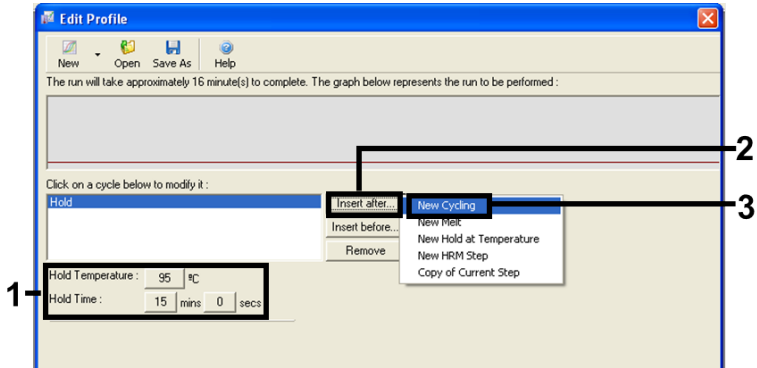 Edit Profile
New Open Save As Help
The run will take approximately 16 minute(s) to complete. The graph below represents the run to be performed :
2
Click on a cycle below to modify it :
Hold
Insert after...
New Cycling
3
Insert before...
New Melt
Remove
New Hold at Temperature
New HRM Step
Copy of Current Step
1
Hold Temperature : 95 ºC
Hold Time : 15 mins 0 secs